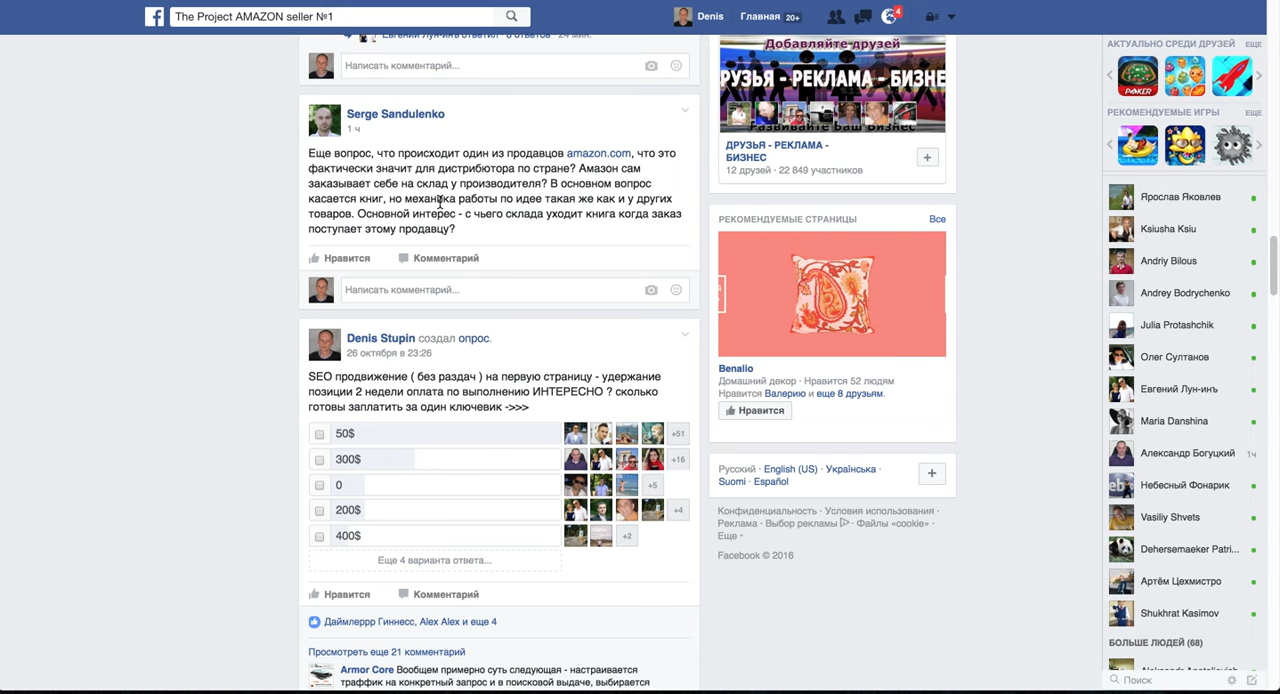 The Project AMAZON seller №1
Denis
Главная 20+
4
Евгений Лун-инъ ответил · 8 ответов · 24 мин.
Написать комментарий...
Serge Sandulenko
1 ч
Еще вопрос, что происходит один из продавцов amazon.com, что это
фактически значит для дистрибютора по стране? Амазон сам
заказывает себе на склад у производителя? В основном вопрос
касается книг, но механика работы по идее такая же как и у других
товаров. Основной интерес - с чьего склада уходит книга когда заказ
поступает этому продавцу?
Нравится Комментарий
Написать комментарий...
Denis Stupin создал опрос.
26 октября в 23:26
SEO продвижение ( без раздач ) на первую страницу - удержание
позиции 2 недели оплата по выполнению ИНТЕРЕСНО ? сколько
готовы заплатить за один ключевик ->>>
50$ +51
300$ +16
0 +5
200$ +4
400$ +2
Еще 4 варианта ответа...
Нравится Комментарий
Даймлеррр Гиннесс, Alex Alex и еще 4
Просмотреть еще 21 комментарий
Armor Core Вообщем примерно суть следующая - настраивается
траффик на конкретный запрос и в поисковой выдаче, выбирается
Добавляйте друзей
РУЗЬЯ - РЕКЛАМА - БИЗНЕ
Развивайте Ваш Бизнес
ДРУЗЬЯ - РЕКЛАМА -
БИЗНЕС
12 друзей · 22 849 участников
РЕКОМЕНДУЕМЫЕ СТРАНИЦЫ Все
Benalio
Домашний декор · Нравится 52 людям
Нравится Валерию и еще 8 друзьям.
Нравится
Русский · English (US) · Українська ·
Suomi · Español
Конфиденциальность · Условия использования ·
Реклама · Выбор рекламы · Файлы «cookie» ·
Еще
Facebook © 2016
АКТУАЛЬНО СРЕДИ ДРУЗЕЙ ЕЩЕ
POKER
РЕКОМЕНДУЕМЫЕ ИГРЫ ЕЩЕ
Ярослав Яковлев
Ksiusha Ksiu
Andriy Bilous
Andrey Bodrychenko
Julia Protashchik
Олег Султанов
Евгений Лун-инъ
Maria Danshina
Александр Богуцкий 1ч
Небесный Фонарик
Vasiliy Shvets
Dehersemaeker Patri...
Артём Цехмистро
Shukhrat Kasimov
БОЛЬШЕ ЛЮДЕЙ (68)
Поиск